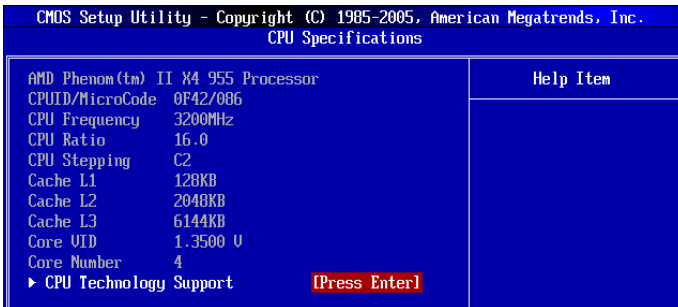 CMOS Setup Utility - Copyright (C) 1985-2005, American Megatrends, Inc.
CPU Specifications
AMD Phenom(tm) II X4 955 Processor
Help Item
CPUID/MicroCode 0F42/086
CPU Frequency 3200MHz
CPU Ratio 16.0
CPU Stepping C2
Cache L1 128KB
Cache L2 2048KB
Cache L3 6144KB
Core VID 1.3500 V
Core Number 4
▶ CPU Technology Support [Press Enter]